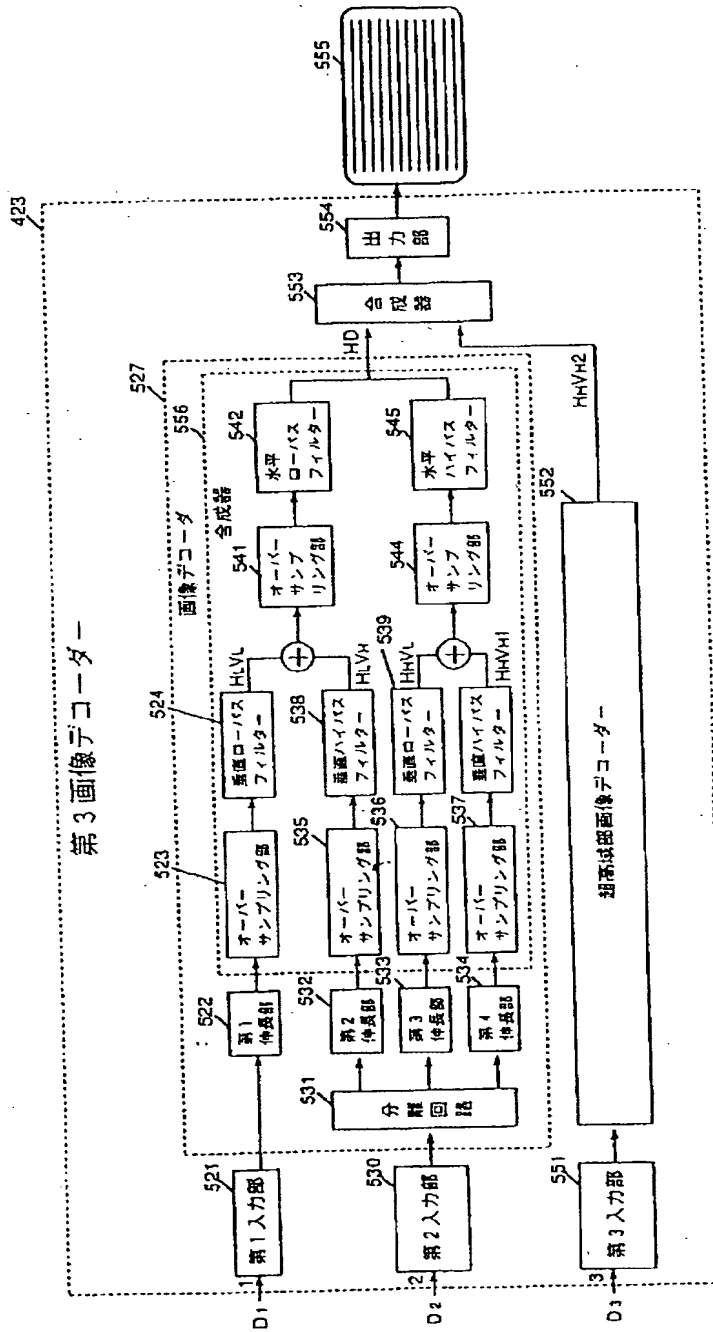 第3画像デコーダー
423
D1
1
521
第1入力部
522
第1
伸長部
527
画像デコーダ
556
合成器
523
オーバー
サンプリング部
524
垂直ローパス
フィルター
HLVL
541
オーバー
サンプ
リング部
542
水平
ローパス
フィルター
HD
553
合成器
554
出力部
555
D2
2
530
第2入力部
531
分離回路
532
第2
伸長部
535
オーバー
サンプリング部
538
垂直ハイパス
フィルター
HLVH
533
第3
伸長部
536
オーバー
サンプリング部
539
垂直ローパス
フィルター
HHVL
534
第4
伸長部
537
オーバー
サンプリング部
垂直ハイパス
フィルター
HHVH1
544
オーバー
サンプ
リング部
545
水平
ハイパス
フィルター
D3
3
551
第3入力部
552
超高域部画像デコーダー
HHVH2